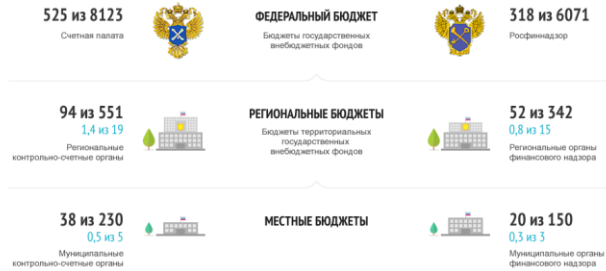 525 из 8123
Счетная палата
ФЕДЕРАЛЬНЫЙ БЮДЖЕТ
Бюджеты государственных
внебюджетных фондов
318 из 6071
Росфиннадзор
94 из 551
1,4 из 19
Региональные
контрольно-счетные органы
РЕГИОНАЛЬНЫЕ БЮДЖЕТЫ
Бюджеты территориальных
государственных
внебюджетных фондов
52 из 342
0,8 из 15
Региональные органы
финансового надзора
38 из 230
0,5 из 5
Муниципальные
контрольно-счетные органы
МЕСТНЫЕ БЮДЖЕТЫ
20 из 150
0,3 из 3
Муниципальные органы
финансового надзора